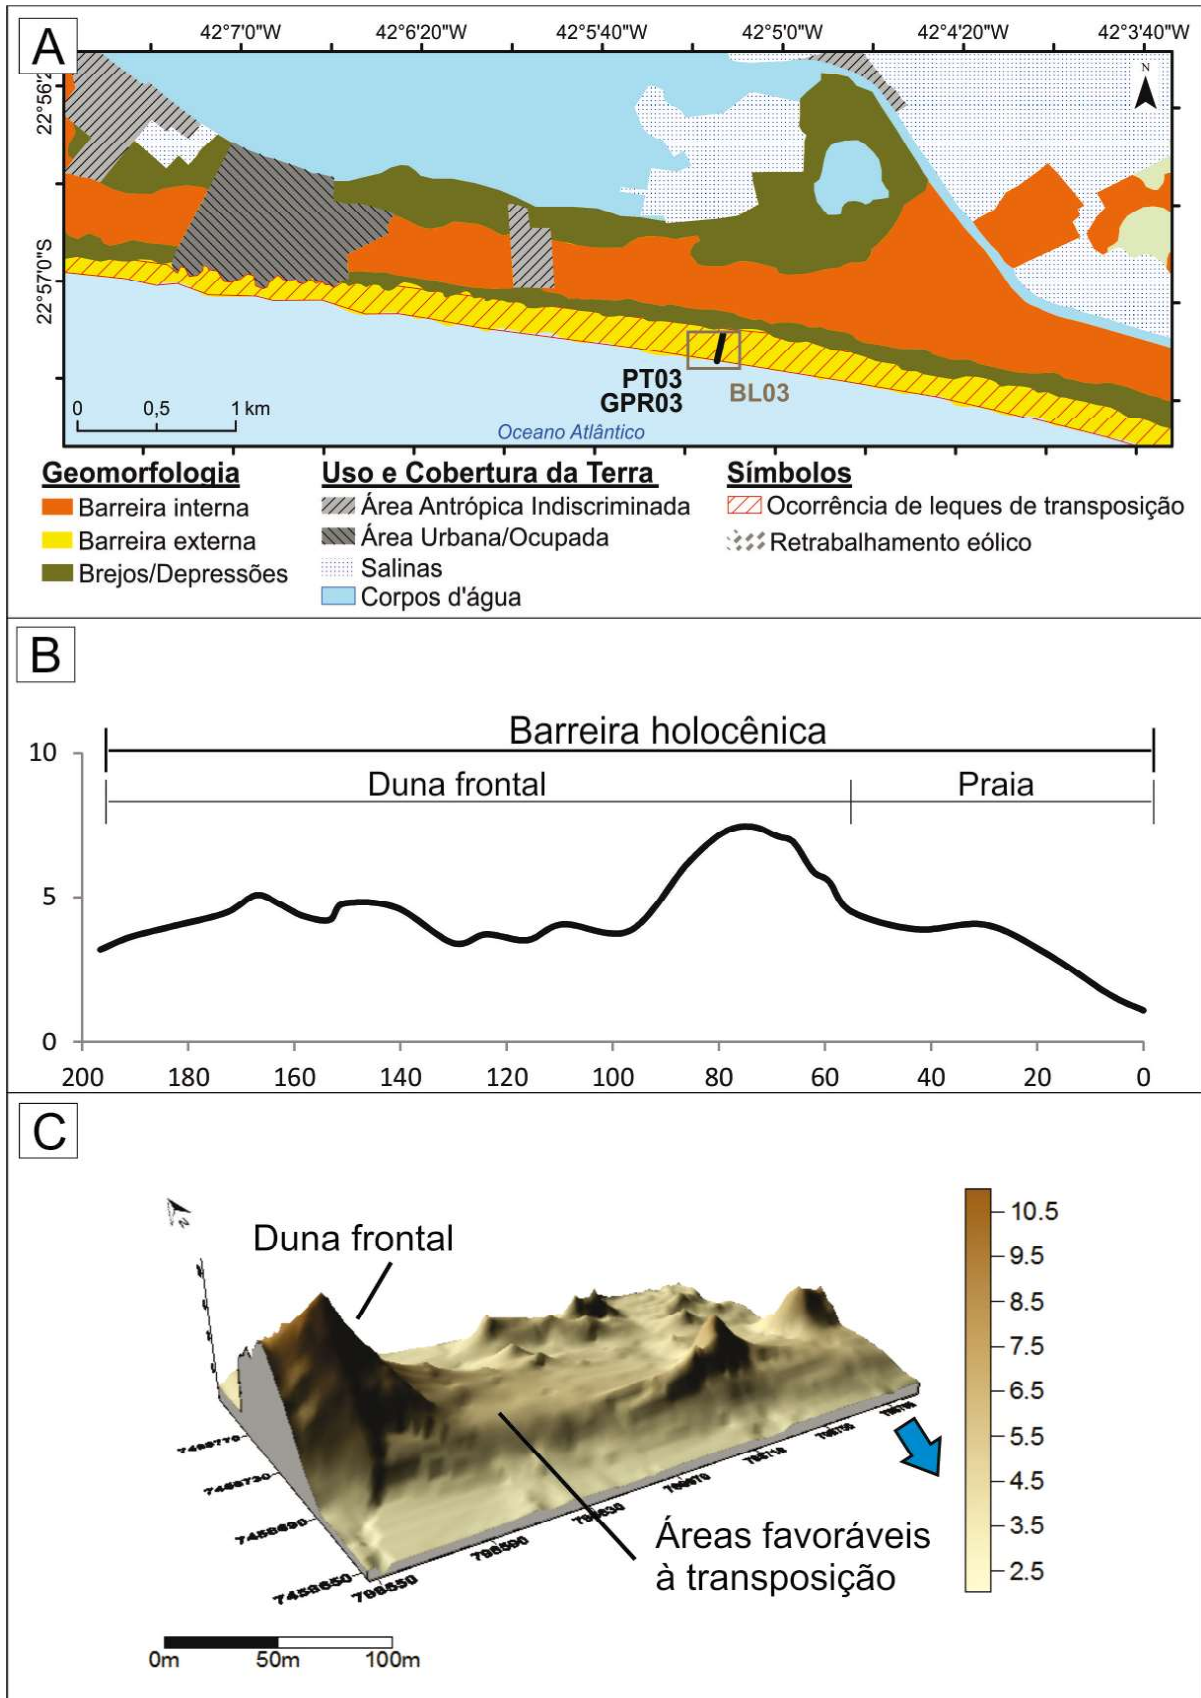 A
42°7'0"W 42°6'20"W 42°5'40"W 42°5'0"W 42°4'20"W 42°3'40"W
22°57'0"S
N
PT03
GPR03
BL03
0 0,5 1 km
Oceano Atlântico
Geomorfologia
Barreira interna
Barreira externa
Brejos/Depressões
Uso e Cobertura da Terra
Área Antrópica Indiscriminada
Área Urbana/Ocupada
Salinas
Corpos d'água
Símbolos
Ocorrência de leques de transposição
Retrabalhamento eólico
B
Barreira holocênica
Duna frontal Praia
10
5
0
200 180 160 140 120 100 80 60 40 20 0
C
N
Duna frontal
Áreas favoráveis
à transposição
7458690
7458650
798550
798590
10.5
9.5
8.5
7.5
6.5
5.5
4.5
3.5
2.5
0m 50m 100m